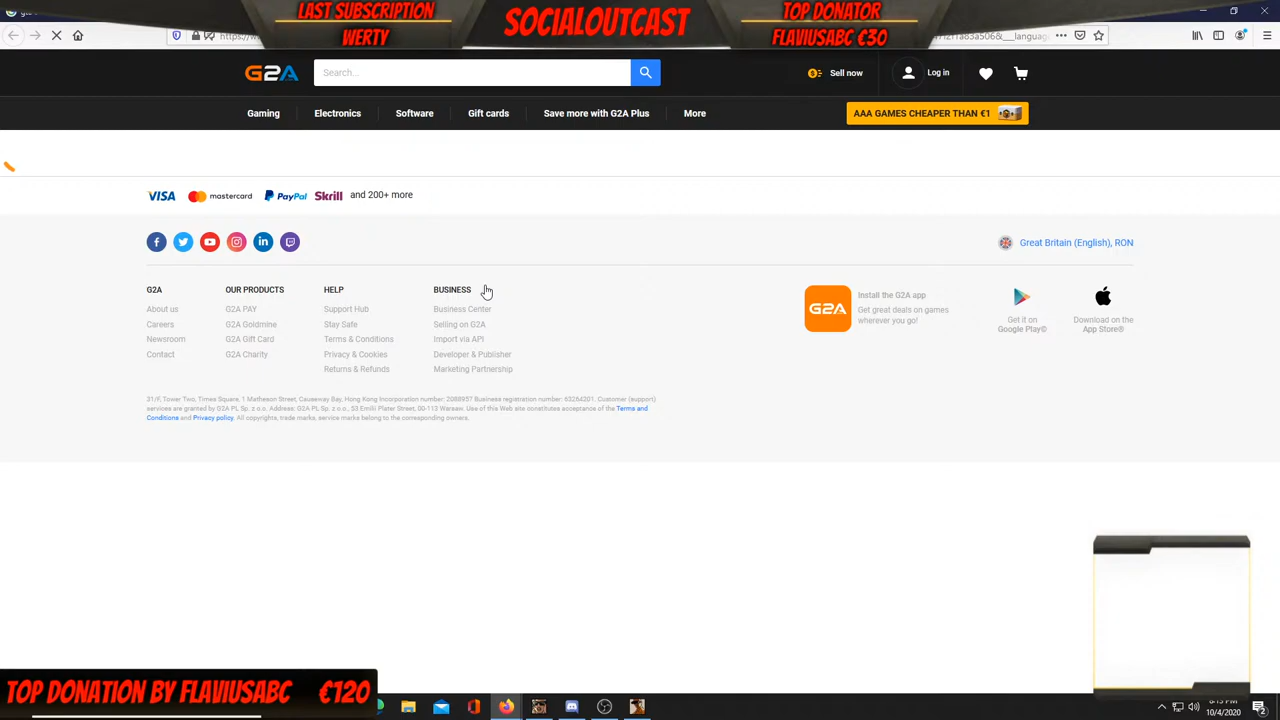 LAST SUBSCRIPTION
WERTY
SOCIALOUTCAST
TOP DONATOR
FLAVIUSABC €30
G2A
Search...
Sell now
Log in
Gaming
Electronics
Software
Gift cards
Save more with G2A Plus
More
AAA GAMES CHEAPER THAN €1
VISA
mastercard
PayPal
Skrill
and 200+ more
Great Britain (English), RON
G2A
About us
Careers
Newsroom
Contact
OUR PRODUCTS
G2A PAY
G2A Goldmine
G2A Gift Card
G2A Charity
HELP
Support Hub
Stay Safe
Terms & Conditions
Privacy & Cookies
Returns & Refunds
BUSINESS
Business Center
Selling on G2A
Import via API
Developer & Publisher
Marketing Partnership
G2A
Install the G2A app
Get great deals on games
wherever you go!
Get it on
Google Play©
Download on the
App Store®
31/F, Tower Two, Times Square, 1 Matheson Street, Causeway Bay, Hong Kong Incorporation number: 2088957 Business registration number: 63264201. Customer (support)
services are granted by G2A PL Sp. z o.o. Address: G2A PL Sp. z o.o., 53 Emilii Plater Street, 00-113 Warsaw. Use of this Web site constitutes acceptance of the Terms and
Conditions and Privacy policy. All copyrights, trade marks, service marks belong to the corresponding owners.
TOP DONATION BY FLAVIUSABC €120
10/4/2020